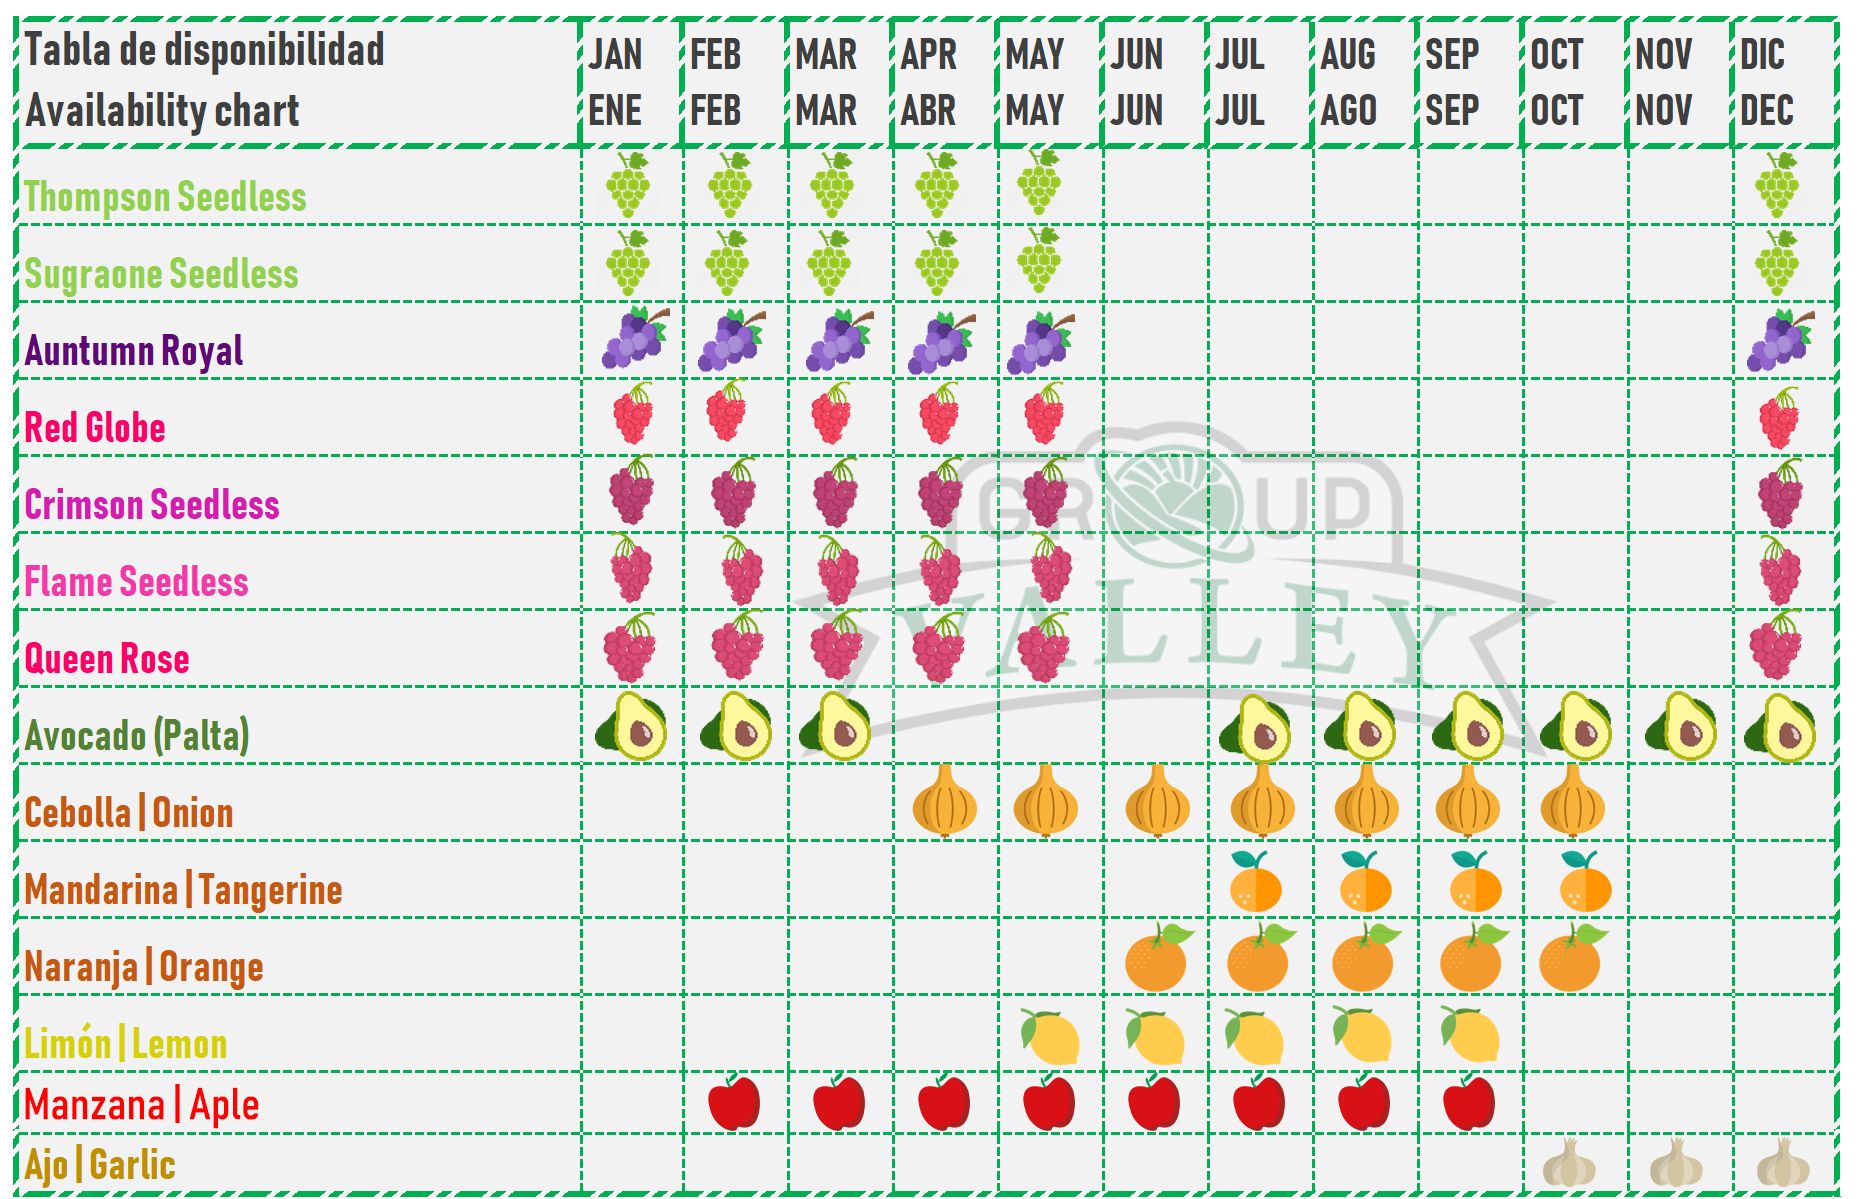 Tabla de disponibilidad
Availability chart
JAN FEB MAR APR MAY JUN JUL AUG SEP OCT NOV DIC
ENE FEB MAR ABR MAY JUN JUL AGO SEP OCT NOV DEC
Thompson Seedless
Sugraone Seedless
Auntumn Royal
Red Globe
Crimson Seedless
GROUP
Flame Seedless
VALLEY
Queen Rose
Avocado (Palta)
Cebolla | Onion
Mandarina | Tangerine
Naranja | Orange
Limón | Lemon
Manzana | Aple
Ajo | Garlic